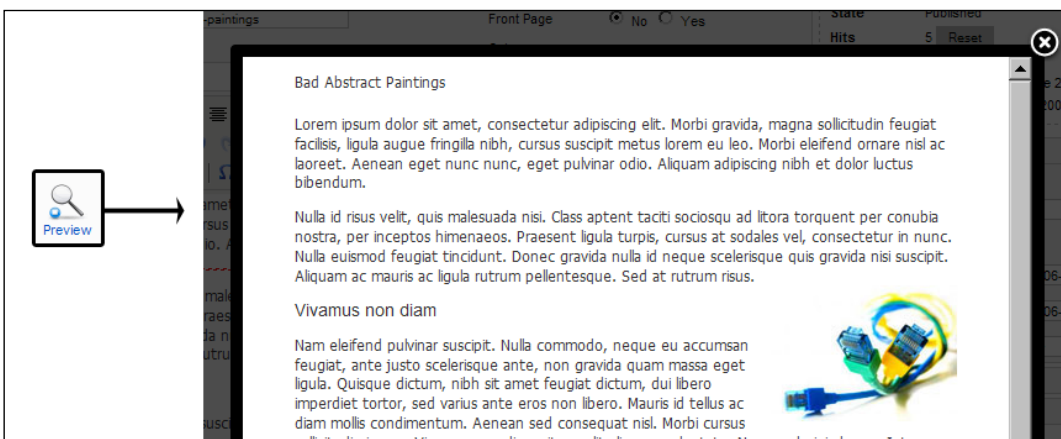 -paintings
Front Page No Yes
State Published
Hits 5 Reset
Preview
Bad Abstract Paintings
Lorem ipsum dolor sit amet, consectetur adipiscing elit. Morbi gravida, magna sollicitudin feugiat
facilisis, ligula augue fringilla nibh, cursus suscipit metus lorem eu leo. Morbi eleifend ornare nisl ac
laoreet. Aenean eget nunc nunc, eget pulvinar odio. Aliquam adipiscing nibh et dolor luctus
bibendum.
Nulla id risus velit, quis malesuada nisi. Class aptent taciti sociosqu ad litora torquent per conubia
nostra, per inceptos himenaeos. Praesent ligula turpis, cursus at sodales vel, consectetur in nunc.
Nulla euismod feugiat tincidunt. Donec gravida nulla id neque scelerisque quis gravida nisi suscipit.
Aliquam ac mauris ac ligula rutrum pellentesque. Sed at rutrum risus.
Vivamus non diam
Nam eleifend pulvinar suscipit. Nulla commodo, neque eu accumsan
feugiat, ante justo scelerisque ante, non gravida quam massa eget
ligula. Quisque dictum, nibh sit amet feugiat dictum, dui libero
imperdiet tortor, sed varius ante eros non libero. Mauris id tellus ac
diam mollis condimentum. Aenean sed consequat nisl. Morbi cursus